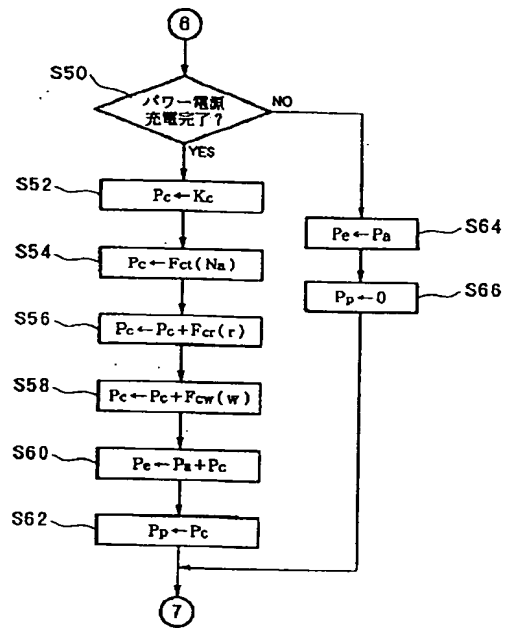 6
S50
パワー電源
充電完了?
NO
YES
S52
Pc←Kc
S54
Pc←Fct(Na)
S56
Pc←Pc+Fcr(r)
S58
Pc←Pc+Fcw(w)
S60
Pe←Pa+Pc
S62
Pp←Pc
Pe←Pa
S64
Pp←0
S66
7